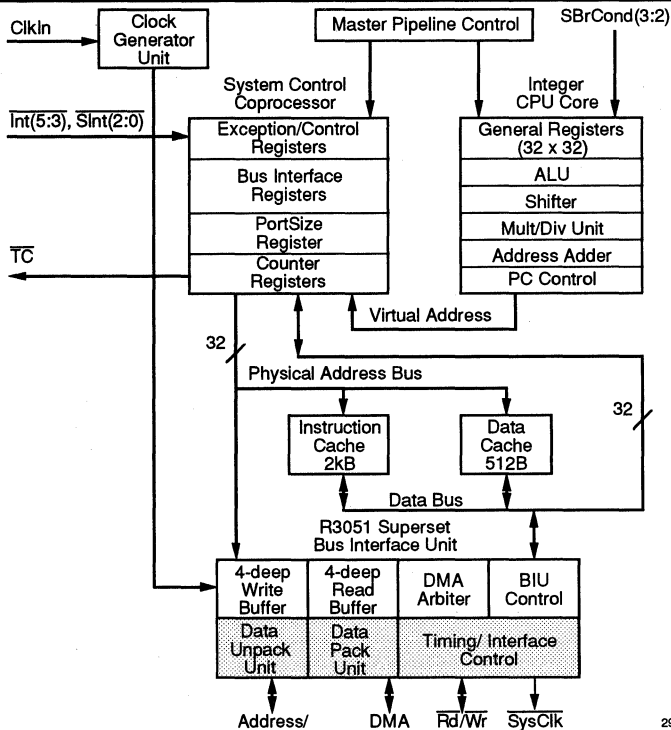 ClkIn
Clock
Generator
Unit
Master Pipeline Control
SBrCond(3:2)
System Control
Coprocessor
Integer
CPU Core
Int(5:3), SInt(2:0)
Exception/Control
Registers
Bus Interface
Registers
PortSize
Register
Counter
Registers
General Registers
(32 x 32)
ALU
Shifter
Mult/Div Unit
Address Adder
PC Control
TC
Virtual Address
32
Physical Address Bus
32
Instruction
Cache
2kB
Data
Cache
512B
Data Bus
R3051 Superset
Bus Interface Unit
4-deep
Write
Buffer
4-deep
Read
Buffer
DMA
Arbiter
BIU
Control
Data
Unpack
Unit
Data
Pack
Unit
Timing/ Interface
Control
Address/
DMA
Rd/Wr
SysClk
29